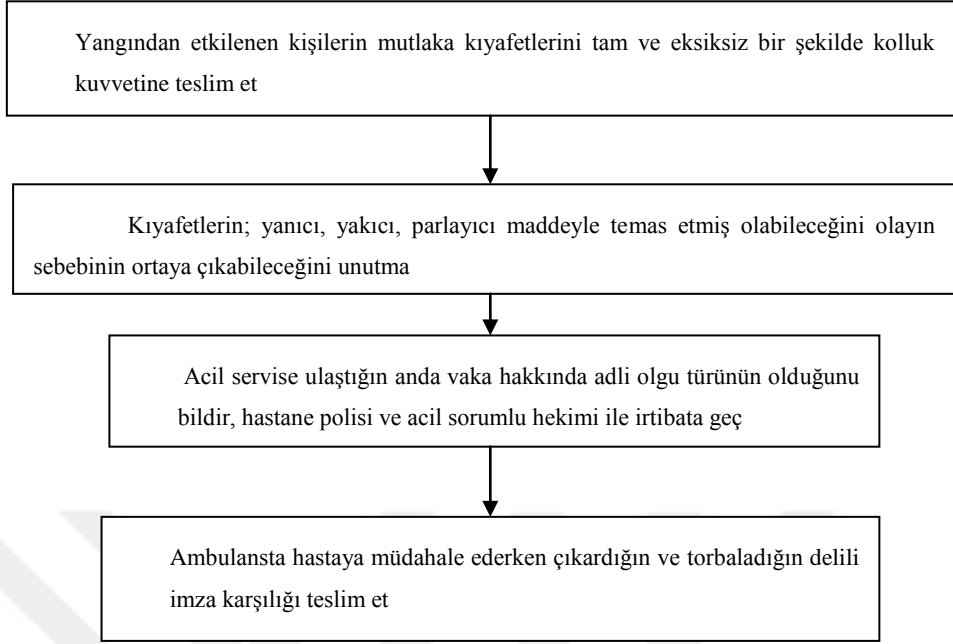 Yangından etkilenen kişilerin mutlaka kıyafetlerini tam ve eksiksiz bir şekilde kolluk
kuvvetine teslim et
Kıyafetlerin; yanıcı, yakıcı, parlayıcı maddeyle temas etmiş olabileceğini olayın
sebebinin ortaya çıkabileceğini unutma
Acil servise ulaştığın anda vaka hakkında adli olgu türünün olduğunu
bildir, hastane polisi ve acil sorumlu hekimi ile irtibata geç
Ambulansta hastaya müdahale ederken çıkardığın ve torbaladığın delili
imza karşılığı teslim et